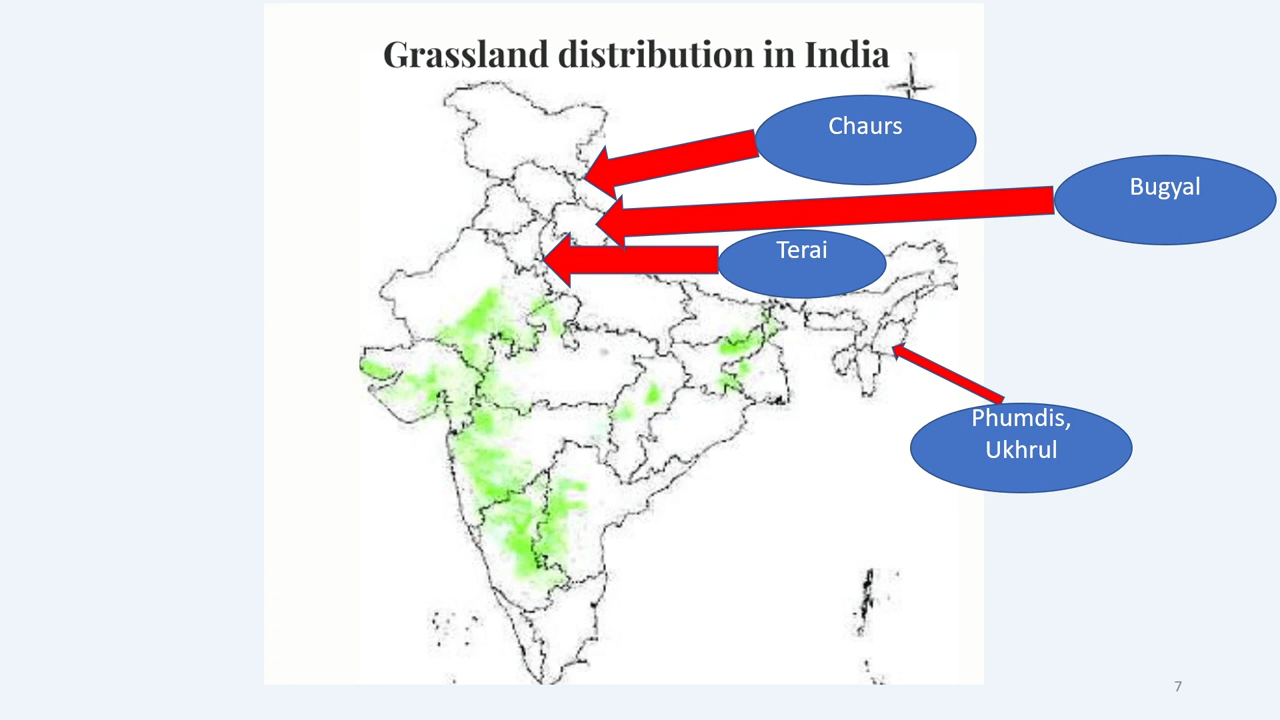 Grassland distribution in India
Chaurs
Bugyal
Terai
Phumdis,
Ukhrul
7